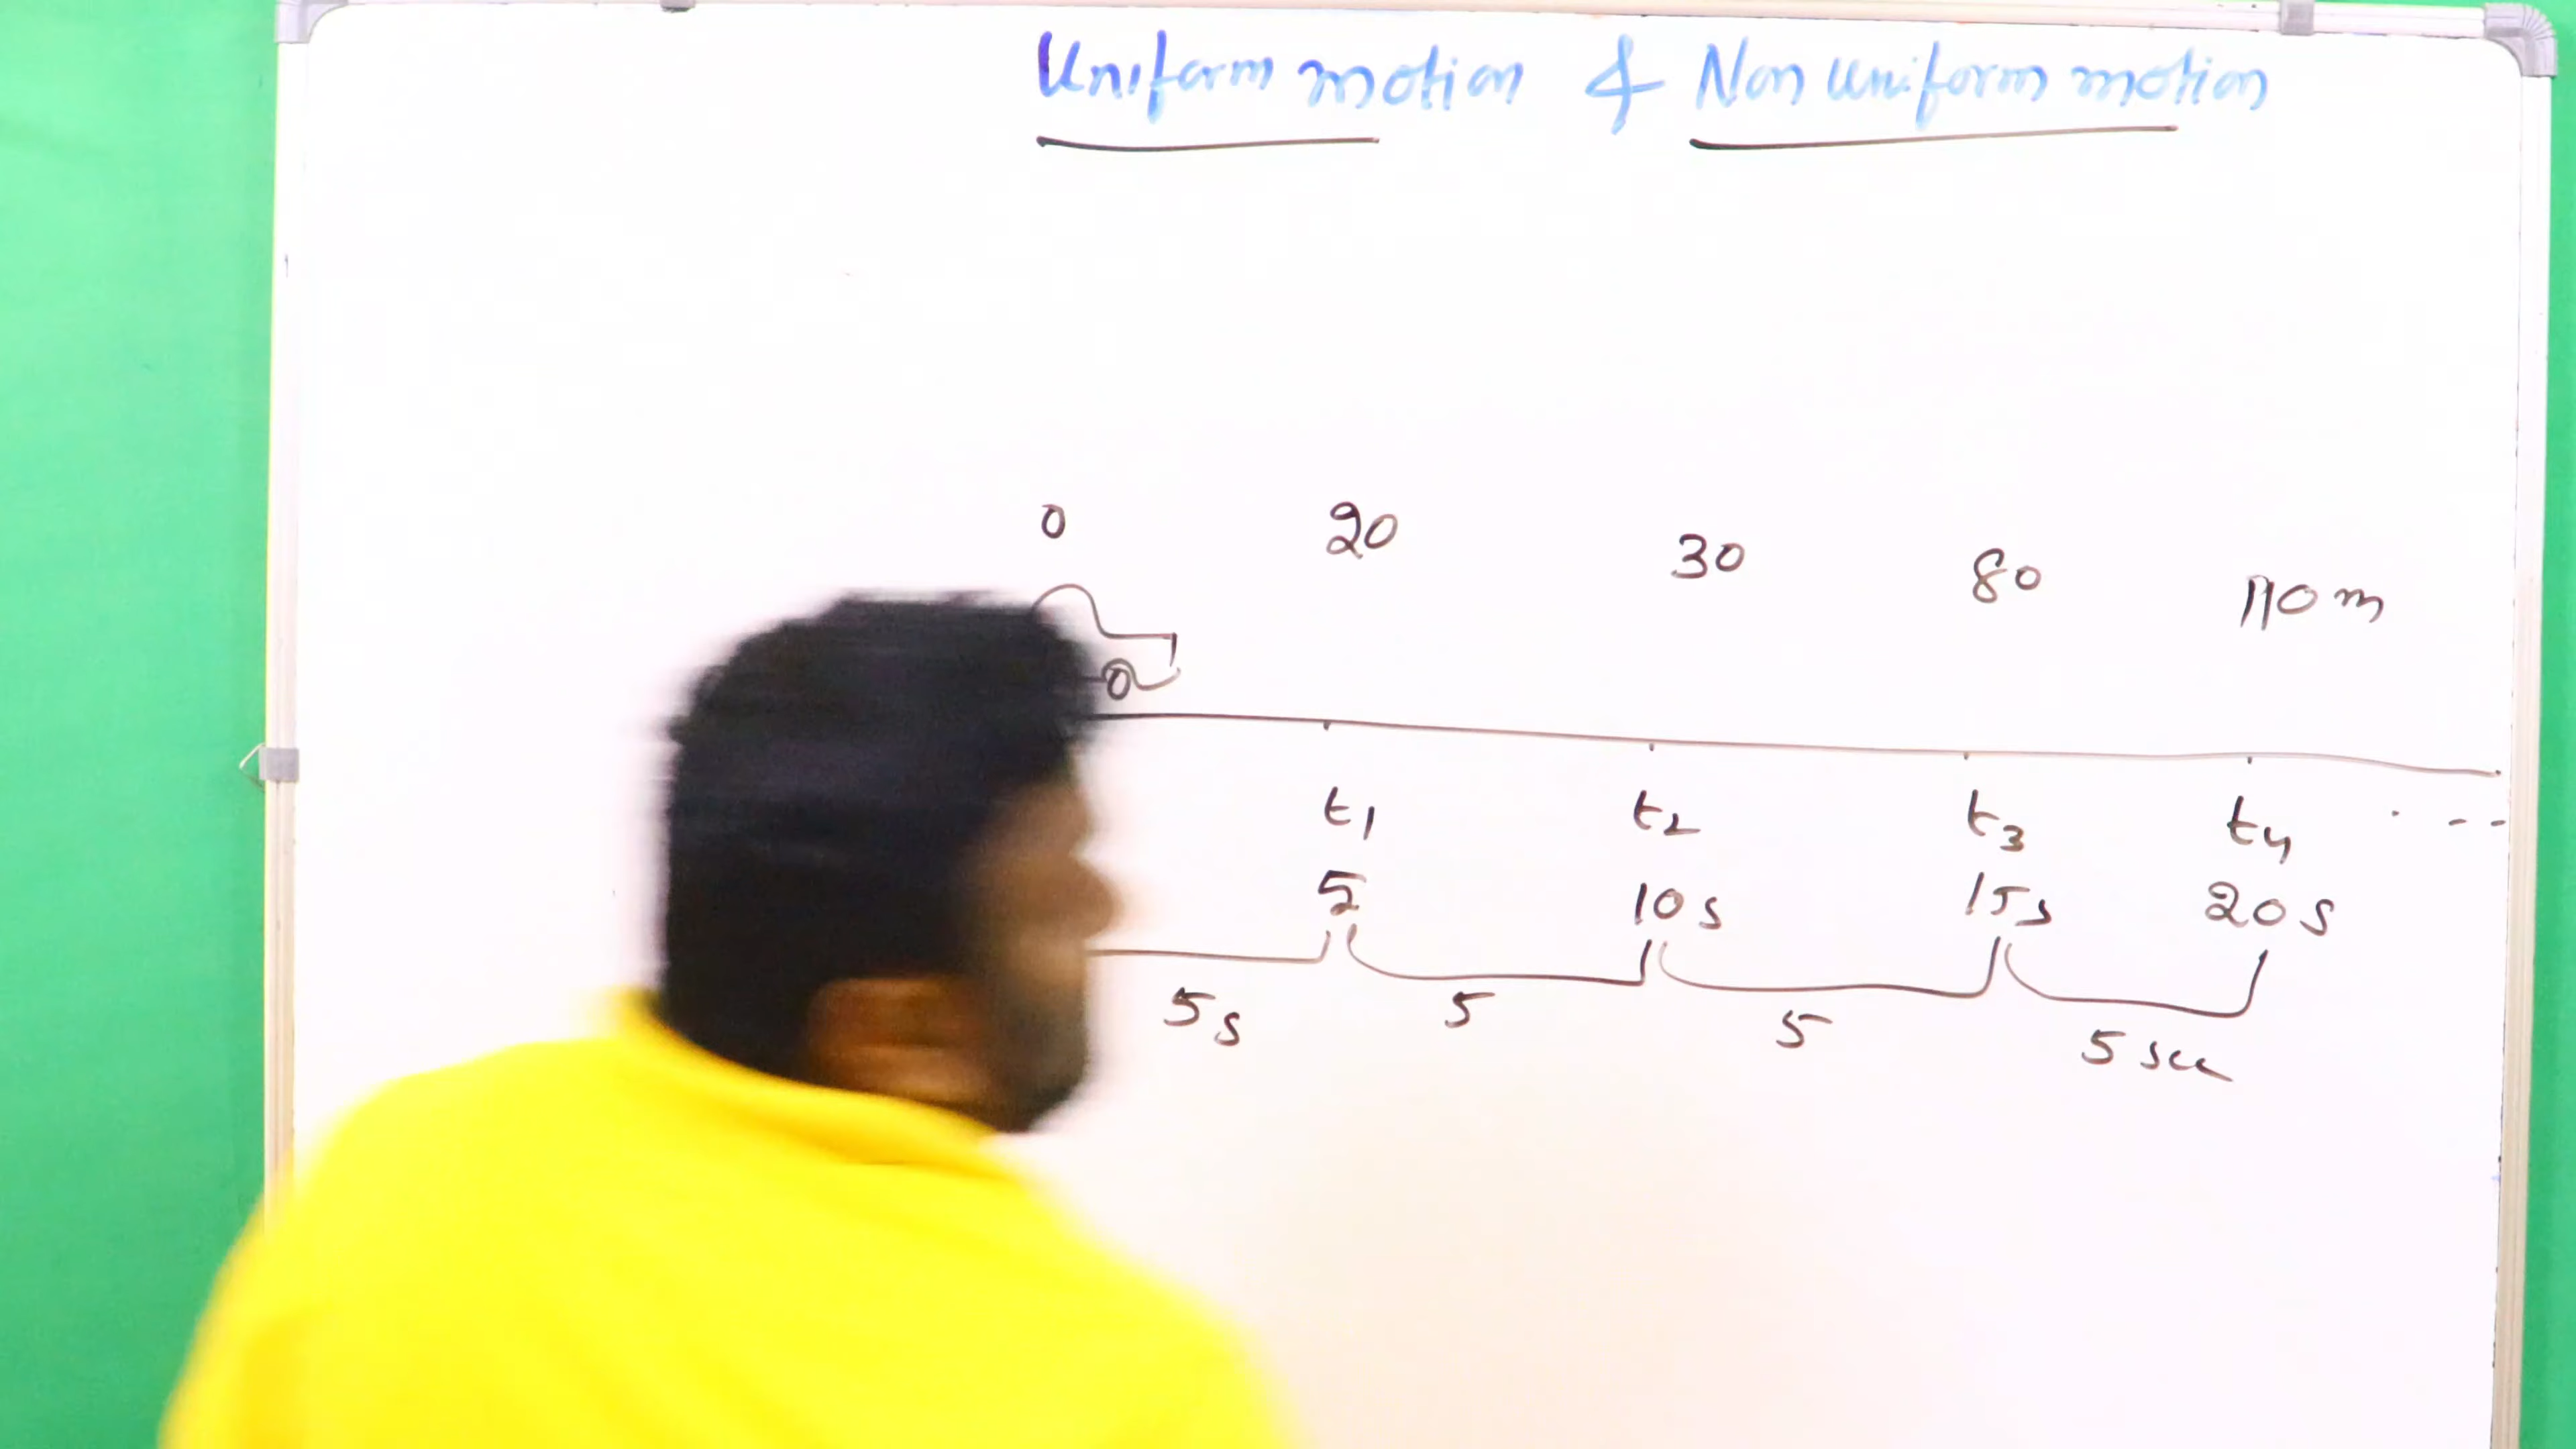 Uniform motion & Non uniform motion
0 20 30 80 110 m
t1 t2 t3 t4 . - -
5 10 s 15 s 20 s
5 s 5 5 5 sec